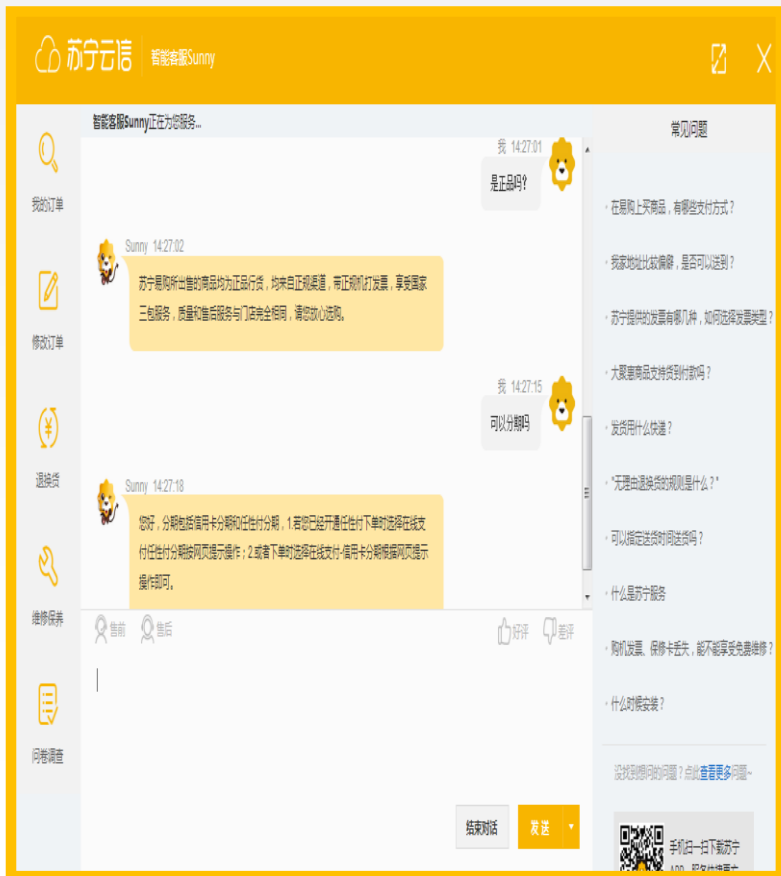 苏宁云信 智能客服Sunny
智能客服Sunny正在为您服务...
我的订单
修改订单
退换货
维修保养
问卷调查
我 14:27:01
是正品吗?
Sunny 14:27:02
苏宁易购所出售的商品均为正品行货，均来自正规渠道，带正规机打发票，享受国家
三包服务，质量和售后服务与门店完全相同，请您放心选购。
我 14:27:15
可以分期吗
Sunny 14:27:18
您好，分期包括信用卡分期和任性付分期，1.若您已经开通任性付下单时选择在线支
付任性付分期按网页提示操作；2.或者下单时选择在线支付-信用卡分期根据网页提示
操作即可。
售前 售后 好评 差评
结束对话 发送
常见问题
在易购上买商品，有哪些支付方式？
我家地址比较偏僻，是否可以送到？
苏宁提供的发票有哪几种，如何选择发票类型？
大聚惠商品支持货到付款吗？
发货用什么快递？
"无理由退换货的规则是什么？"
可以指定送货时间送货吗？
什么是苏宁服务
购机发票、保修卡丢失，能不能享受免费维修？
什么时候安装？
没找到想问的问题？点此查看更多问题~
手机扫一扫下载苏宁